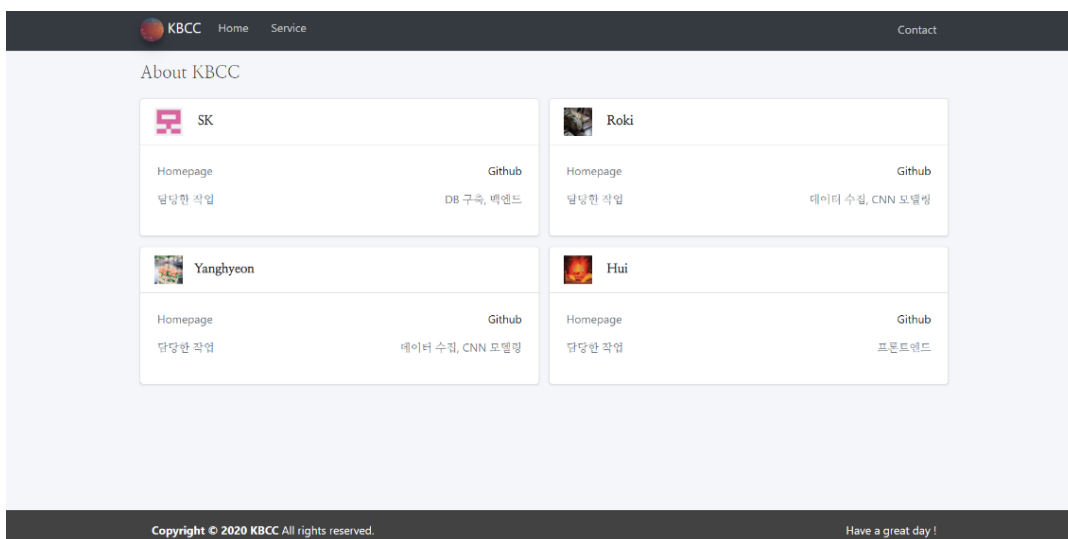 KBCC Home Service Contact
About KBCC
SK
Homepage Github
담당한 작업 DB 구축, 백엔드
Roki
Homepage Github
담당한 작업 데이터 수집, CNN 모델링
Yanghyeon
Homepage Github
담당한 작업 데이터 수집, CNN 모델링
Hui
Homepage Github
담당한 작업 프론트엔드
Copyright © 2020 KBCC All rights reserved. Have a great day !